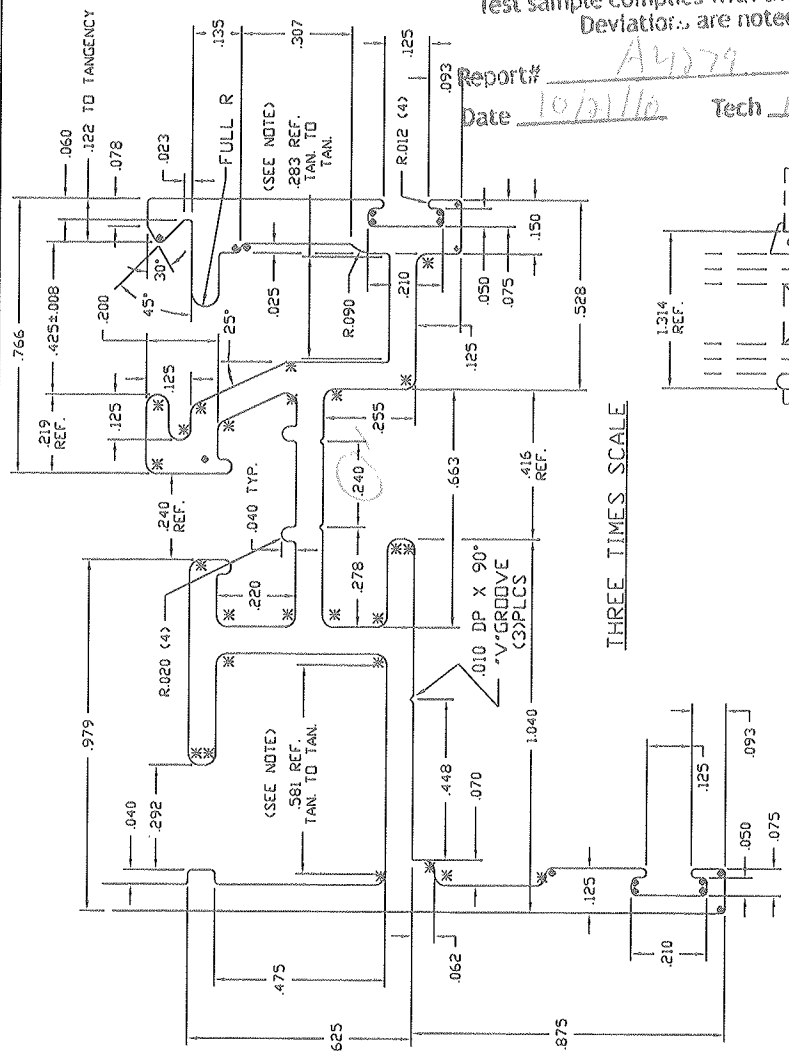 Test sample complies with
Deviations are noted
Report# A4279
Date 10/21/10 Tech
.060
.122 TO TANGENCY
.078
.023
.135
.307
FULL R
(SEE NOTE)
.283 REF.
TAN. TO
TAN.
.125
.093
R.012 (4)
.766
.425±.008
.219
REF.
.125
.125
.200
30°
45°
25°
.025
R.090
.210
.050
.075
.150
.528
.125
1.314
REF.
.240
REF.
.040 TYP.
.255
.240
.278
.663
.416
REF.
R.020 (4)
.220
.979
.292
.040
(SEE NOTE)
.581 REF.
TAN. TO TAN.
.010 DP X 90°
"V"GROOVE
(3)PLCS
THREE TIMES SCALE
.448
.070
1.040
.475
.062
.625
.875
.125
.210
.125
.093
.050
.075